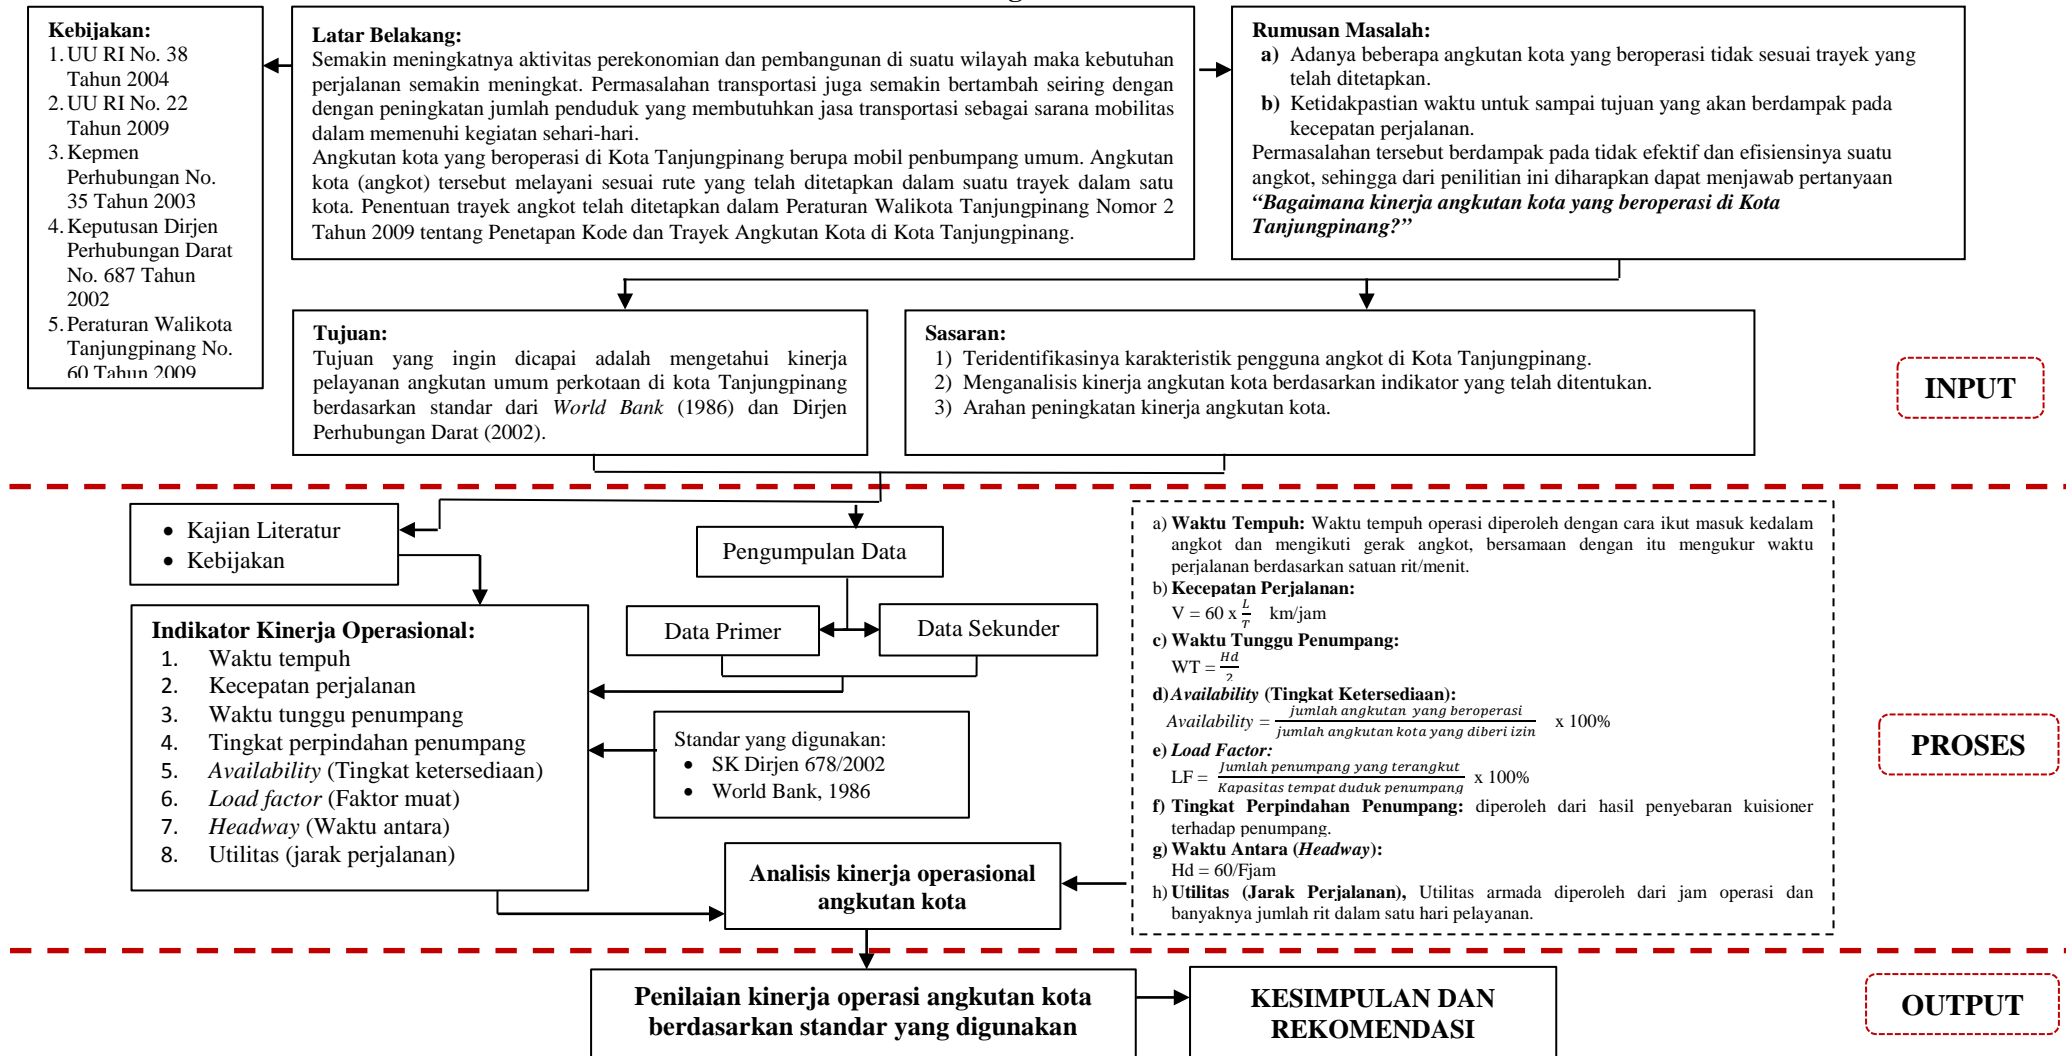 Kebijakan:
1. UU RI No. 38
Tahun 2004
2. UU RI No. 22
Tahun 2009
3. Kepmen
Perhubungan No.
35 Tahun 2003
4. Keputusan Dirjen
Perhubungan Darat
No. 687 Tahun
2002
5. Peraturan Walikota
Tanjungpinang No.
60 Tahun 2009
Latar Belakang:
Semakin meningkatnya aktivitas perekonomian dan pembangunan di suatu wilayah maka kebutuhan
perjalanan semakin meningkat. Permasalahan transportasi juga semakin bertambah seiring dengan
dengan peningkatan jumlah penduduk yang membutuhkan jasa transportasi sebagai sarana mobilitas
dalam memenuhi kegiatan sehari-hari.
Angkutan kota yang beroperasi di Kota Tanjungpinang berupa mobil penbumpang umum. Angkutan
kota (angkot) tersebut melayani sesuai rute yang telah ditetapkan dalam suatu trayek dalam satu
kota. Penentuan trayek angkot telah ditetapkan dalam Peraturan Walikota Tanjungpinang Nomor 2
Tahun 2009 tentang Penetapan Kode dan Trayek Angkutan Kota di Kota Tanjungpinang.
Rumusan Masalah:
a) Adanya beberapa angkutan kota yang beroperasi tidak sesuai trayek yang
telah ditetapkan.
b) Ketidakpastian waktu untuk sampai tujuan yang akan berdampak pada
kecepatan perjalanan.
Permasalahan tersebut berdampak pada tidak efektif dan efisiensinya suatu
angkot, sehingga dari penilitian ini diharapkan dapat menjawab pertanyaan
“Bagaimana kinerja angkutan kota yang beroperasi di Kota
Tanjungpinang?”
Tujuan:
Tujuan yang ingin dicapai adalah mengetahui kinerja
pelayanan angkutan umum perkotaan di kota Tanjungpinang
berdasarkan standar dari World Bank (1986) dan Dirjen
Perhubungan Darat (2002).
Sasaran:
1) Teridentifikasinya karakteristik pengguna angkot di Kota Tanjungpinang.
2) Menganalisis kinerja angkutan kota berdasarkan indikator yang telah ditentukan.
3) Arahan peningkatan kinerja angkutan kota.
INPUT
• Kajian Literatur
• Kebijakan
Pengumpulan Data
Data Primer
Data Sekunder
Indikator Kinerja Operasional:
1. Waktu tempuh
2. Kecepatan perjalanan
3. Waktu tunggu penumpang
4. Tingkat perpindahan penumpang
5. Availability (Tingkat ketersediaan)
6. Load factor (Faktor muat)
7. Headway (Waktu antara)
8. Utilitas (jarak perjalanan)
Standar yang digunakan:
• SK Dirjen 678/2002
• World Bank, 1986
Analisis kinerja operasional
angkutan kota
a) Waktu Tempuh: Waktu tempuh operasi diperoleh dengan cara ikut masuk kedalam
angkot dan mengikuti gerak angkot, bersamaan dengan itu mengukur waktu
perjalanan berdasarkan satuan rit/menit.
b) Kecepatan Perjalanan:
V = 60 x L/T km/jam
c) Waktu Tunggu Penumpang:
WT = Hd/2
d) Availability (Tingkat Ketersediaan):
Availability = jumlah angkutan yang beroperasi / jumlah angkutan kota yang diberi izin x 100%
e) Load Factor:
LF = Jumlah penumpang yang terangkut / Kapasitas tempat duduk penumpang x 100%
f) Tingkat Perpindahan Penumpang: diperoleh dari hasil penyebaran kuisioner
terhadap penumpang.
g) Waktu Antara (Headway):
Hd = 60/Fjam
h) Utilitas (Jarak Perjalanan), Utilitas armada diperoleh dari jam operasi dan
banyaknya jumlah rit dalam satu hari pelayanan.
PROSES
Penilaian kinerja operasi angkutan kota
berdasarkan standar yang digunakan
KESIMPULAN DAN
REKOMENDASI
OUTPUT